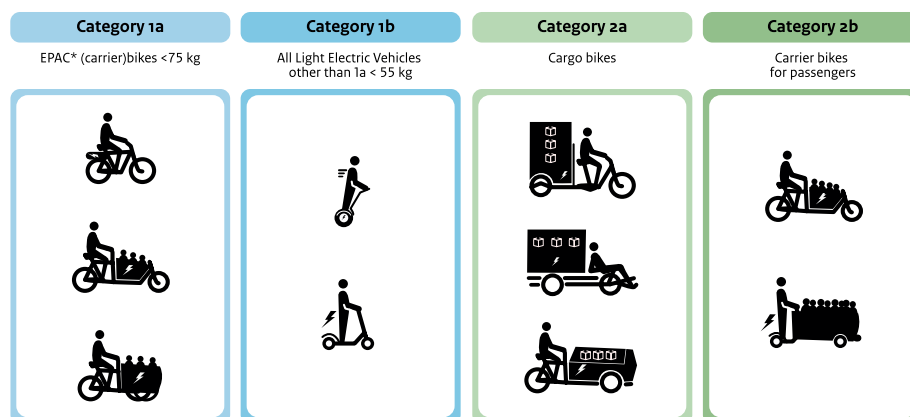 Category 1a
EPAC* (carrier)bikes <75 kg
Category 1b
All Light Electric Vehicles
other than 1a < 55 kg
Category 2a
Cargo bikes
Category 2b
Carrier bikes
for passengers